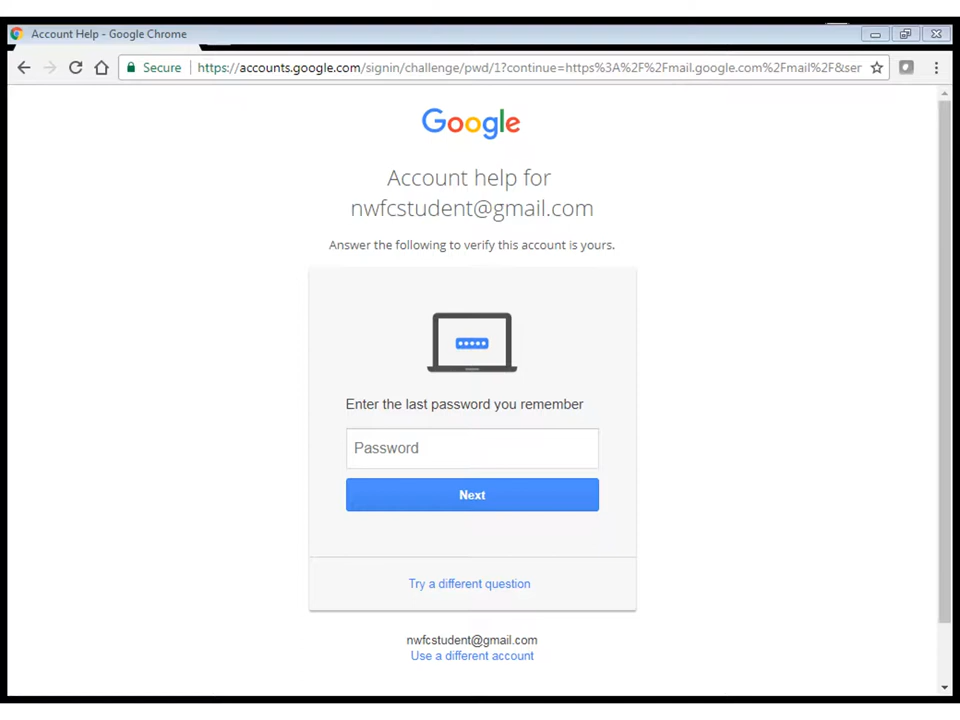 Account Help - Google Chrome
Secure https://accounts.google.com/signin/challenge/pwd/1?continue=https%3A%2F%2Fmail.google.com%2Fmail%2F&ser
Google
Account help for
nwfcstudent@gmail.com
Answer the following to verify this account is yours.
Enter the last password you remember
Password
Next
Try a different question
nwfcstudent@gmail.com
Use a different account